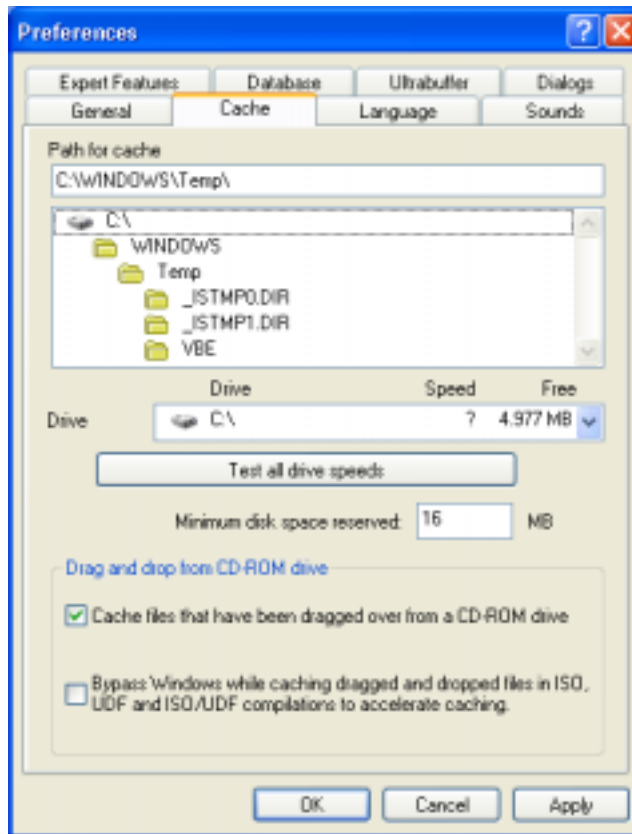 Preferences
Expert Features Database Ultrabuffer Dialogs
General Cache Language Sounds
Path for cache
C:\WINDOWS\Temp\
C:\
WINDOWS
Temp
_ISTMP0.DIR
_ISTMP1.DIR
VBE
Drive Speed Free
Drive C:\ ? 4.977 MB
Test all drive speeds
Minimum disk space reserved: 16 MB
Drag and drop from CD-ROM drive
Cache files that have been dragged over from a CD-ROM drive
Bypass Windows while caching dragged and dropped files in ISO,
UDF and ISO/UDF compilations to accelerate caching.
OK Cancel Apply